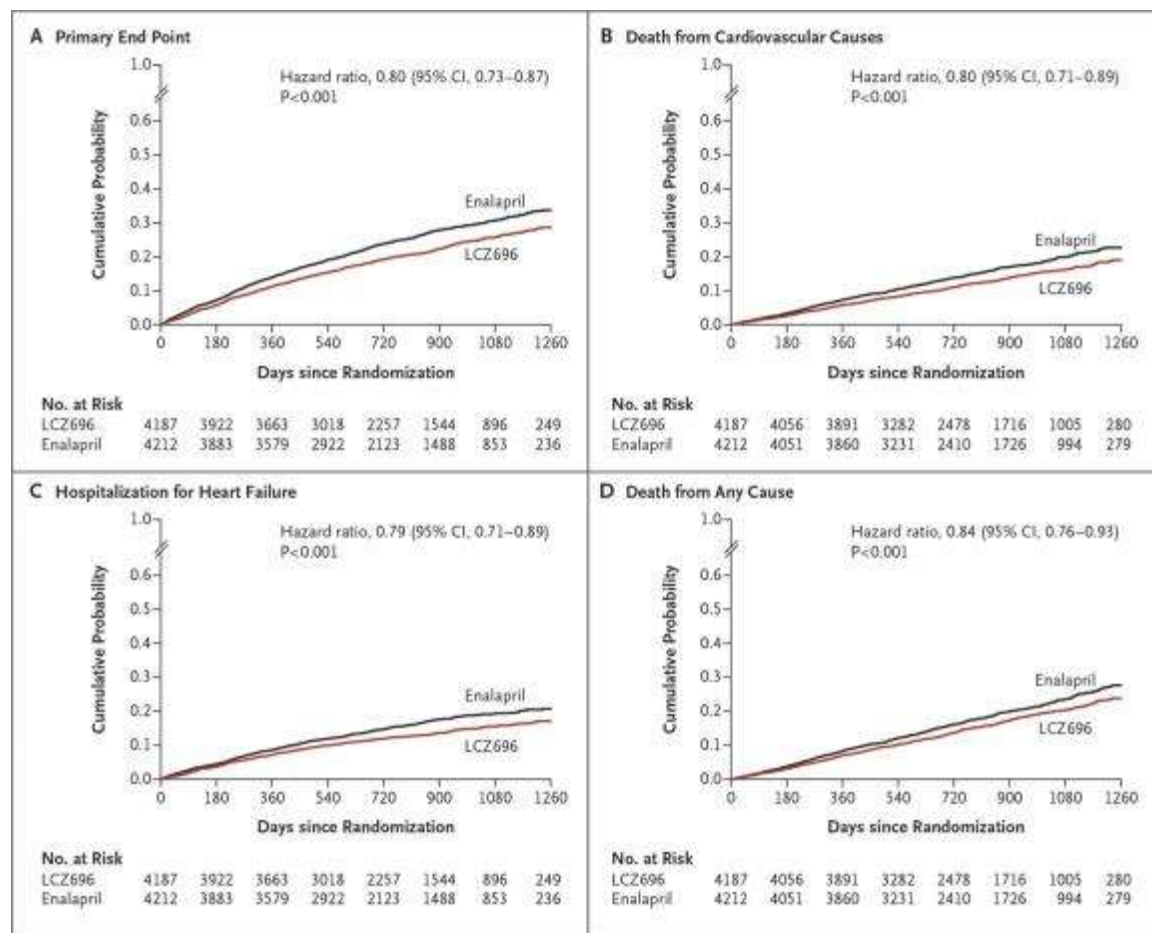 A Primary End Point
1.0
Hazard ratio, 0.80 (95% CI, 0.73–0.87)
P<0.001
0.6
0.5
0.4
0.3
0.2
0.1
0.0
Cumulative Probability
Enalapril
LCZ696
0 180 360 540 720 900 1080 1260
Days since Randomization
No. at Risk
LCZ696 4187 3922 3663 3018 2257 1544 896 249
Enalapril 4212 3883 3579 2922 2123 1488 853 236
B Death from Cardiovascular Causes
1.0
Hazard ratio, 0.80 (95% CI, 0.71–0.89)
P<0.001
0.6
0.5
0.4
0.3
0.2
0.1
0.0
Cumulative Probability
Enalapril
LCZ696
0 180 360 540 720 900 1080 1260
Days since Randomization
No. at Risk
LCZ696 4187 4056 3891 3282 2478 1716 1005 280
Enalapril 4212 4051 3860 3231 2410 1726 994 279
C Hospitalization for Heart Failure
1.0
Hazard ratio, 0.79 (95% CI, 0.71–0.89)
P<0.001
0.6
0.5
0.4
0.3
0.2
0.1
0.0
Cumulative Probability
Enalapril
LCZ696
0 180 360 540 720 900 1080 1260
Days since Randomization
No. at Risk
LCZ696 4187 3922 3663 3018 2257 1544 896 249
Enalapril 4212 3883 3579 2922 2123 1488 853 236
D Death from Any Cause
1.0
Hazard ratio, 0.84 (95% CI, 0.76–0.93)
P<0.001
0.6
0.5
0.4
0.3
0.2
0.1
0.0
Cumulative Probability
Enalapril
LCZ696
0 180 360 540 720 900 1080 1260
Days since Randomization
No. at Risk
LCZ696 4187 4056 3891 3282 2478 1716 1005 280
Enalapril 4212 4051 3860 3231 2410 1726 994 279